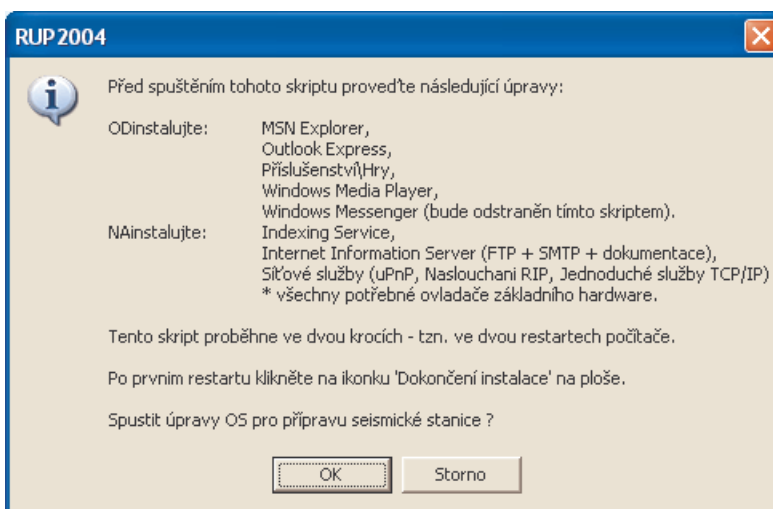 RUP2004
Před spuštěním tohoto skriptu proveďte následující úpravy:
ODinstalujte: MSN Explorer,
Outlook Express,
Příslušenství\Hry,
Windows Media Player,
Windows Messenger (bude odstraněn tímto skriptem).
NAinstalujte: Indexing Service,
Internet Information Server (FTP + SMTP + dokumentace),
Síťové služby (uPnP, Naslouchani RIP, Jednoduché služby TCP/IP)
* všechny potřebné ovladače základního hardware.
Tento skript proběhne ve dvou krocích - tzn. ve dvou restartech počítače.
Po prvnim restartu klikněte na ikonku 'Dokončení instalace' na ploše.
Spustit úpravy OS pro přípravu seismické stanice ?
OK Storno